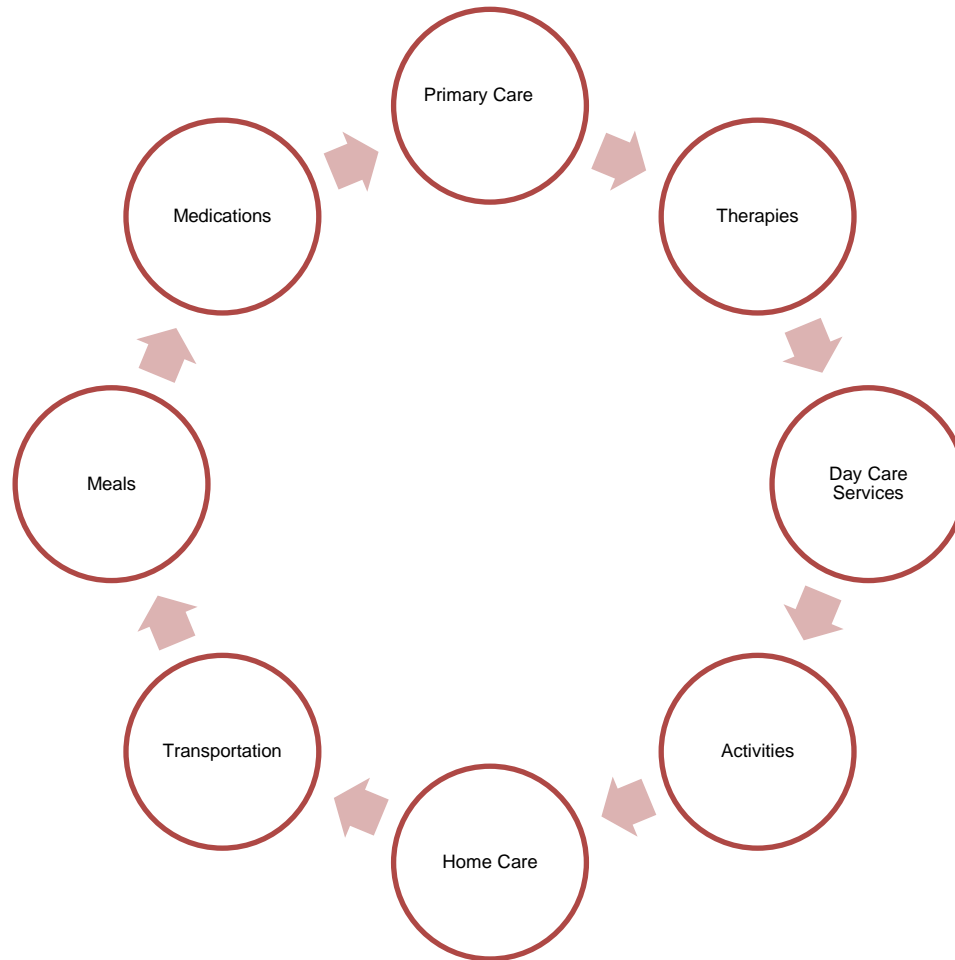 Primary Care
Therapies
Day Care
Services
Activities
Home Care
Transportation
Meals
Medications